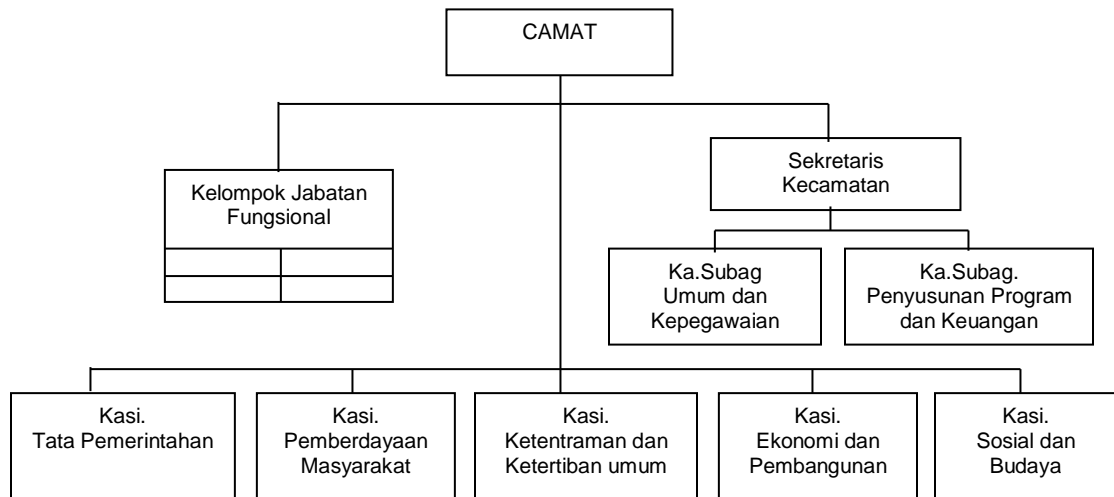 CAMAT
Kelompok Jabatan
Fungsional
Sekretaris
Kecamatan
Ka.Subag
Umum dan
Kepegawaian
Ka.Subag.
Penyusunan Program
dan Keuangan
Kasi.
Tata Pemerintahan
Kasi.
Pemberdayaan
Masyarakat
Kasi.
Ketentraman dan
Ketertiban umum
Kasi.
Ekonomi dan
Pembangunan
Kasi.
Sosial dan
Budaya